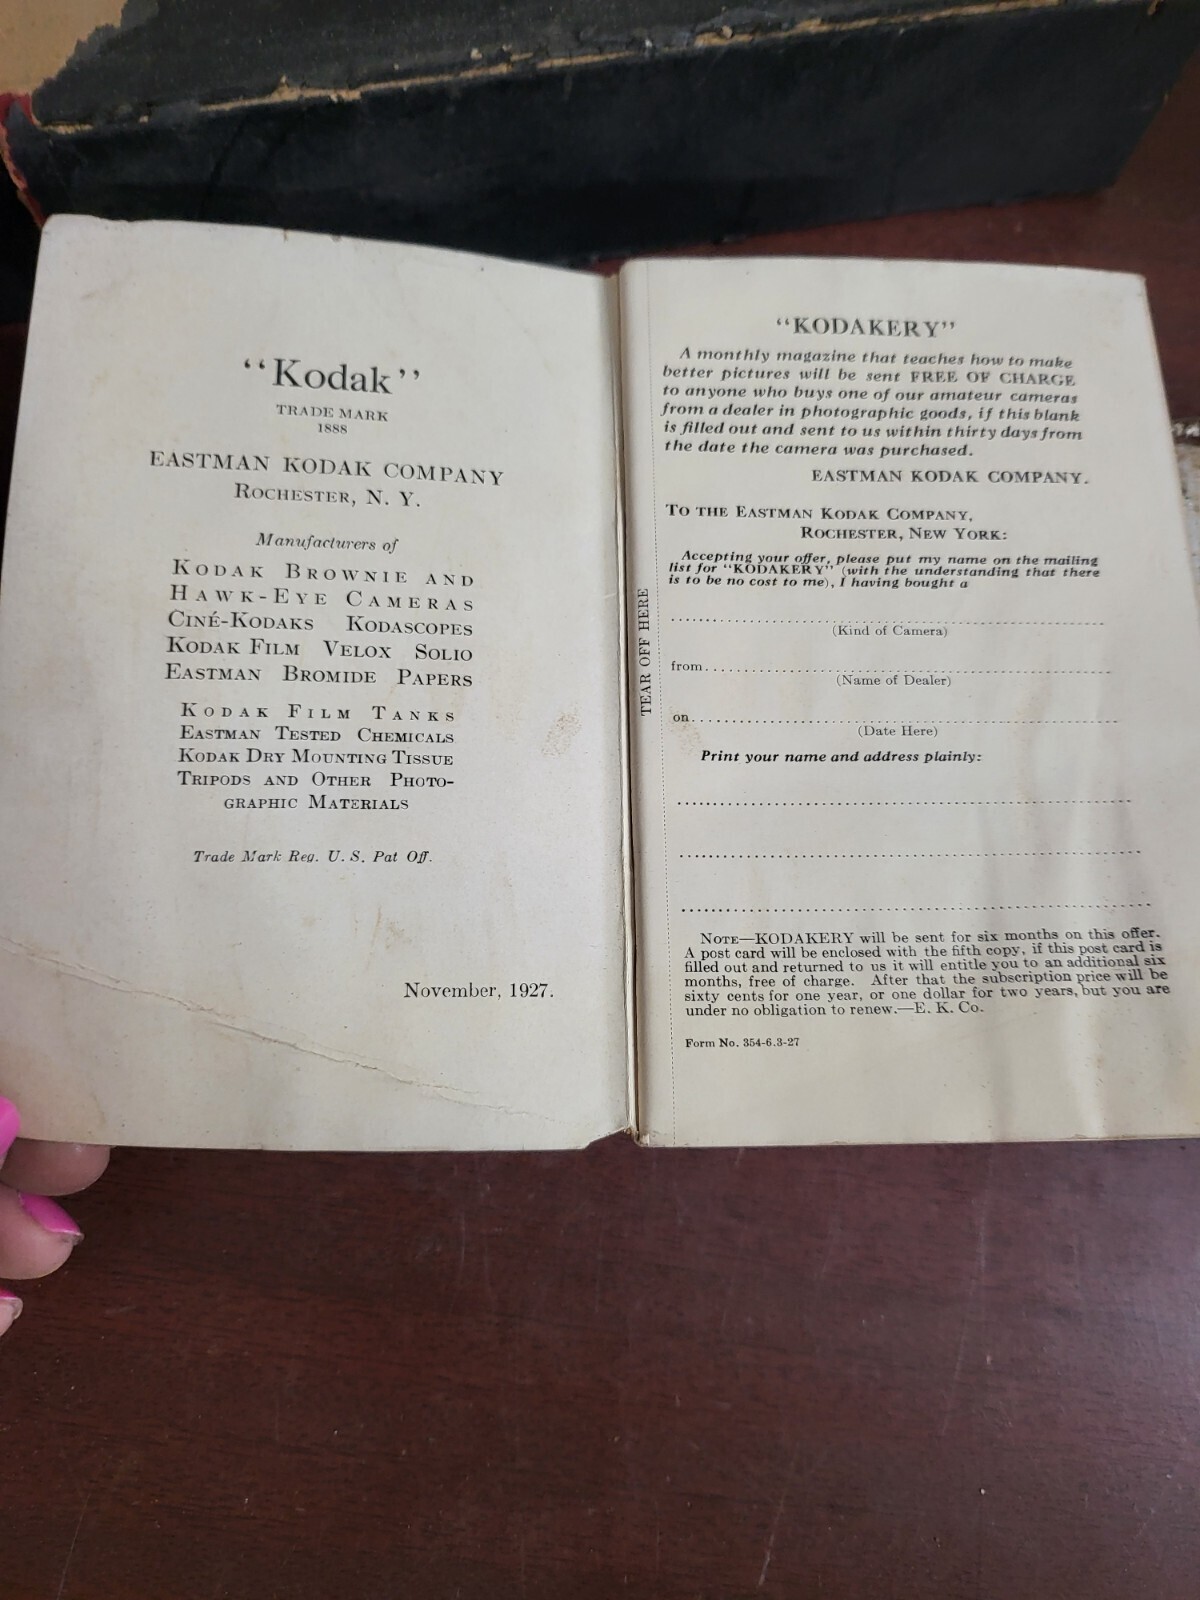 “Kodak”
TRADE MARK
1888
EASTMAN KODAK COMPANY
ROCHESTER, N. Y.
Manufacturers of
KODAK BROWNIE AND
HAWK-EYE CAMERAS
CINÉ-KODAKS KODASCOPES
KODAK FILM VELOX SOLIO
EASTMAN BROMIDE PAPERS
KODAK FILM TANKS
EASTMAN TESTED CHEMICALS
KODAK DRY MOUNTING TISSUE
TRIPODS AND OTHER PHOTO-
GRAPHIC MATERIALS
Trade Mark Reg. U. S. Pat Off.
November, 1927.
TEAR OFF HERE
“KODAKERY”
A monthly magazine that teaches how to make
better pictures will be sent FREE OF CHARGE
to anyone who buys one of our amateur cameras
from a dealer in photographic goods, if this blank
is filled out and sent to us within thirty days from
the date the camera was purchased.
EASTMAN KODAK COMPANY.
TO THE EASTMAN KODAK COMPANY,
ROCHESTER, NEW YORK:
Accepting your offer, please put my name on the mailing
list for “KODAKERY” (with the understanding that there
is to be no cost to me), I having bought a
(Kind of Camera)
from
(Name of Dealer)
on
(Date Here)
Print your name and address plainly:
NOTE—KODAKERY will be sent for six months on this offer.
A post card will be enclosed with the fifth copy, if this post card is
filled out and returned to us it will entitle you to an additional six
months, free of charge. After that the subscription price will be
sixty cents for one year, or one dollar for two years, but you are
under no obligation to renew.—E. K. Co.
Form No. 354-6.3-27